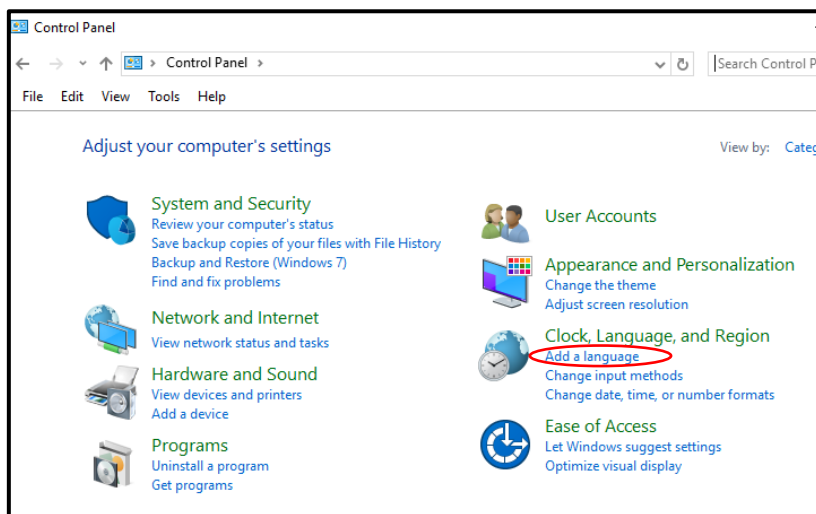 Control Panel
Control Panel
Search Control P
File Edit View Tools Help
Adjust your computer's settings
View by: Categ
System and Security
Review your computer's status
Save backup copies of your files with File History
Backup and Restore (Windows 7)
Find and fix problems
Network and Internet
View network status and tasks
Hardware and Sound
View devices and printers
Add a device
Programs
Uninstall a program
Get programs
User Accounts
Appearance and Personalization
Change the theme
Adjust screen resolution
Clock, Language, and Region
Add a language
Change input methods
Change date, time, or number formats
Ease of Access
Let Windows suggest settings
Optimize visual display